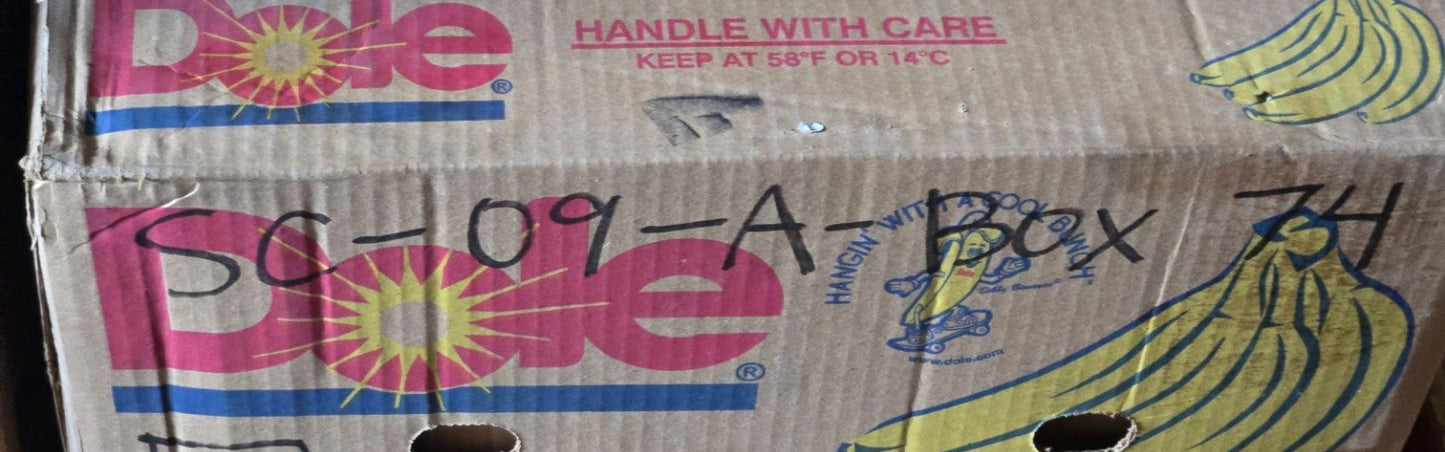 Dole®
HANDLE WITH CARE
KEEP AT 58°F OR 14°C
SC-09-A-Box 74
Dole®
HANGIN' WITH A COOL BUNCH
www.dole.com